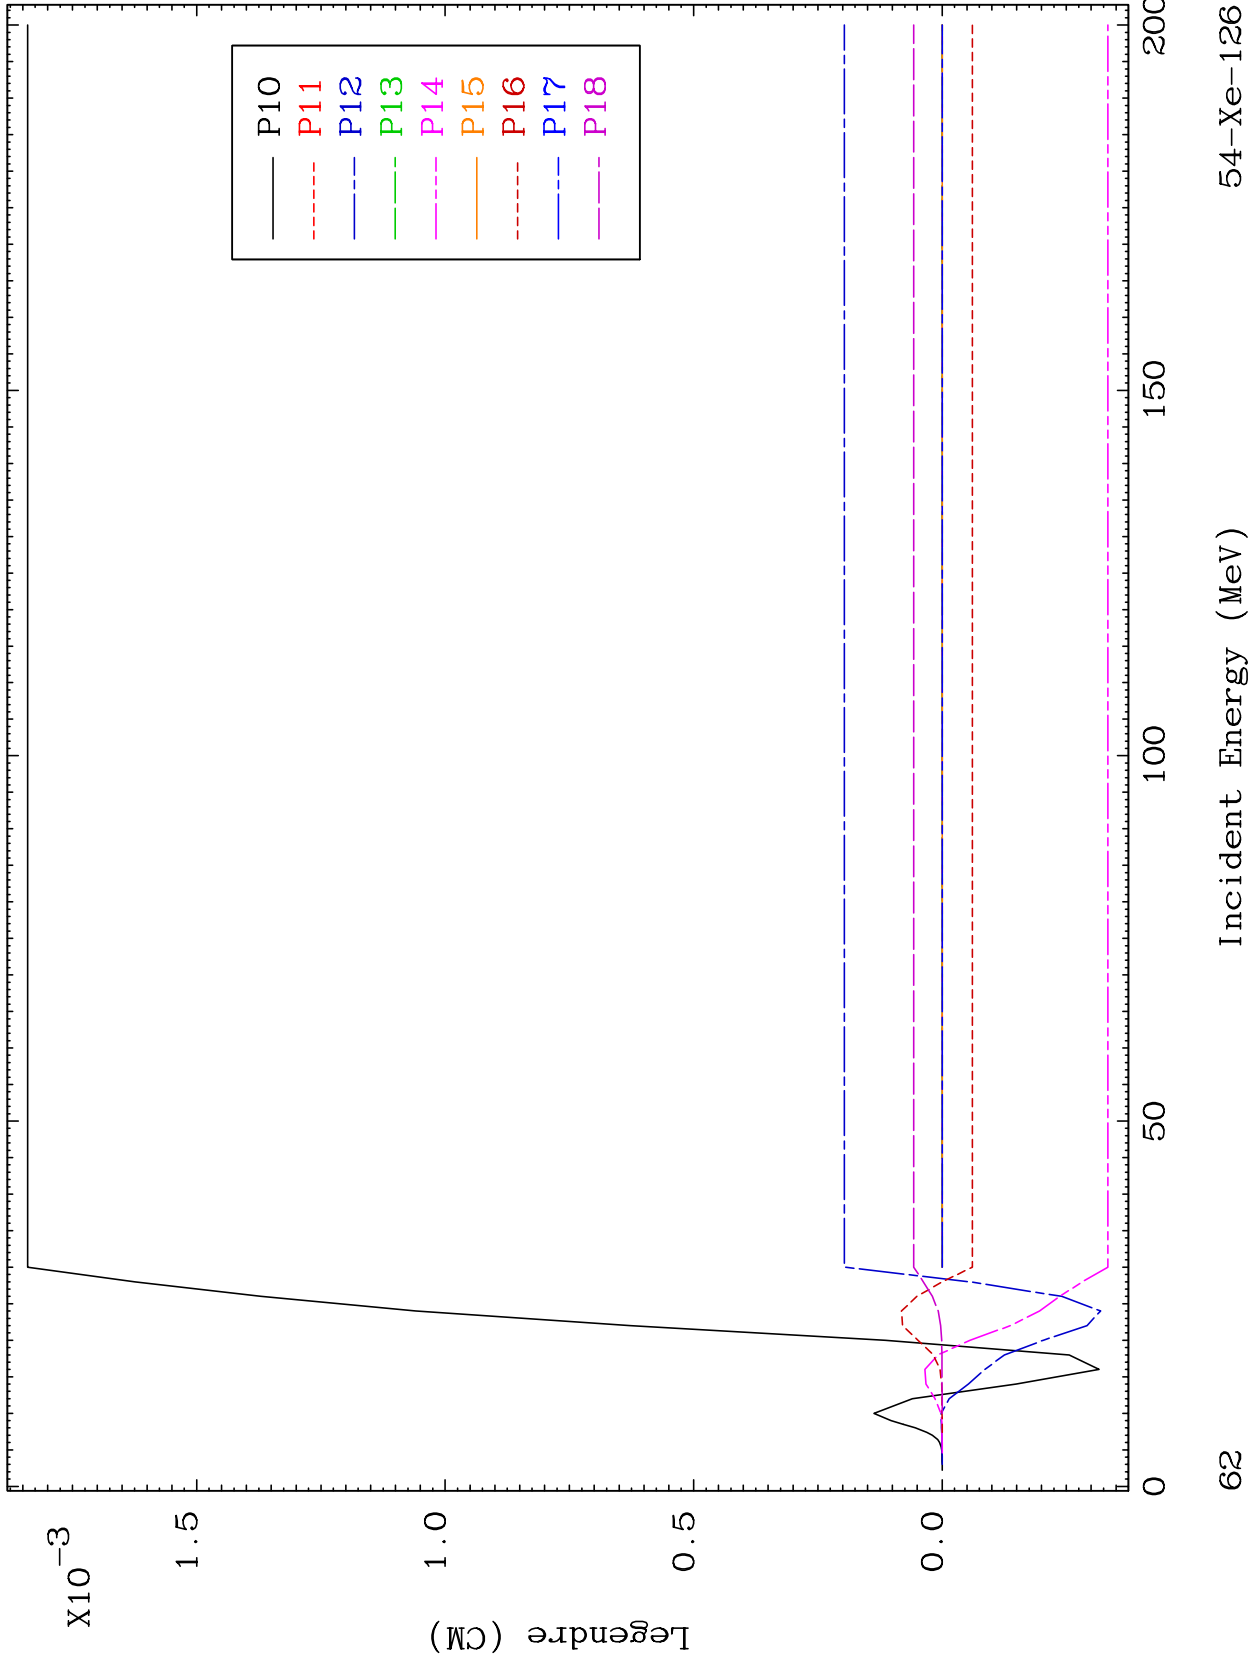 X10-3
1.5
1.0
0.5
0.0
Legendre (CM)
P10
P11
P12
P13
P14
P15
P16
P17
P18
0
50
100
150
200
Incident Energy (MeV)
62
54-Xe-126